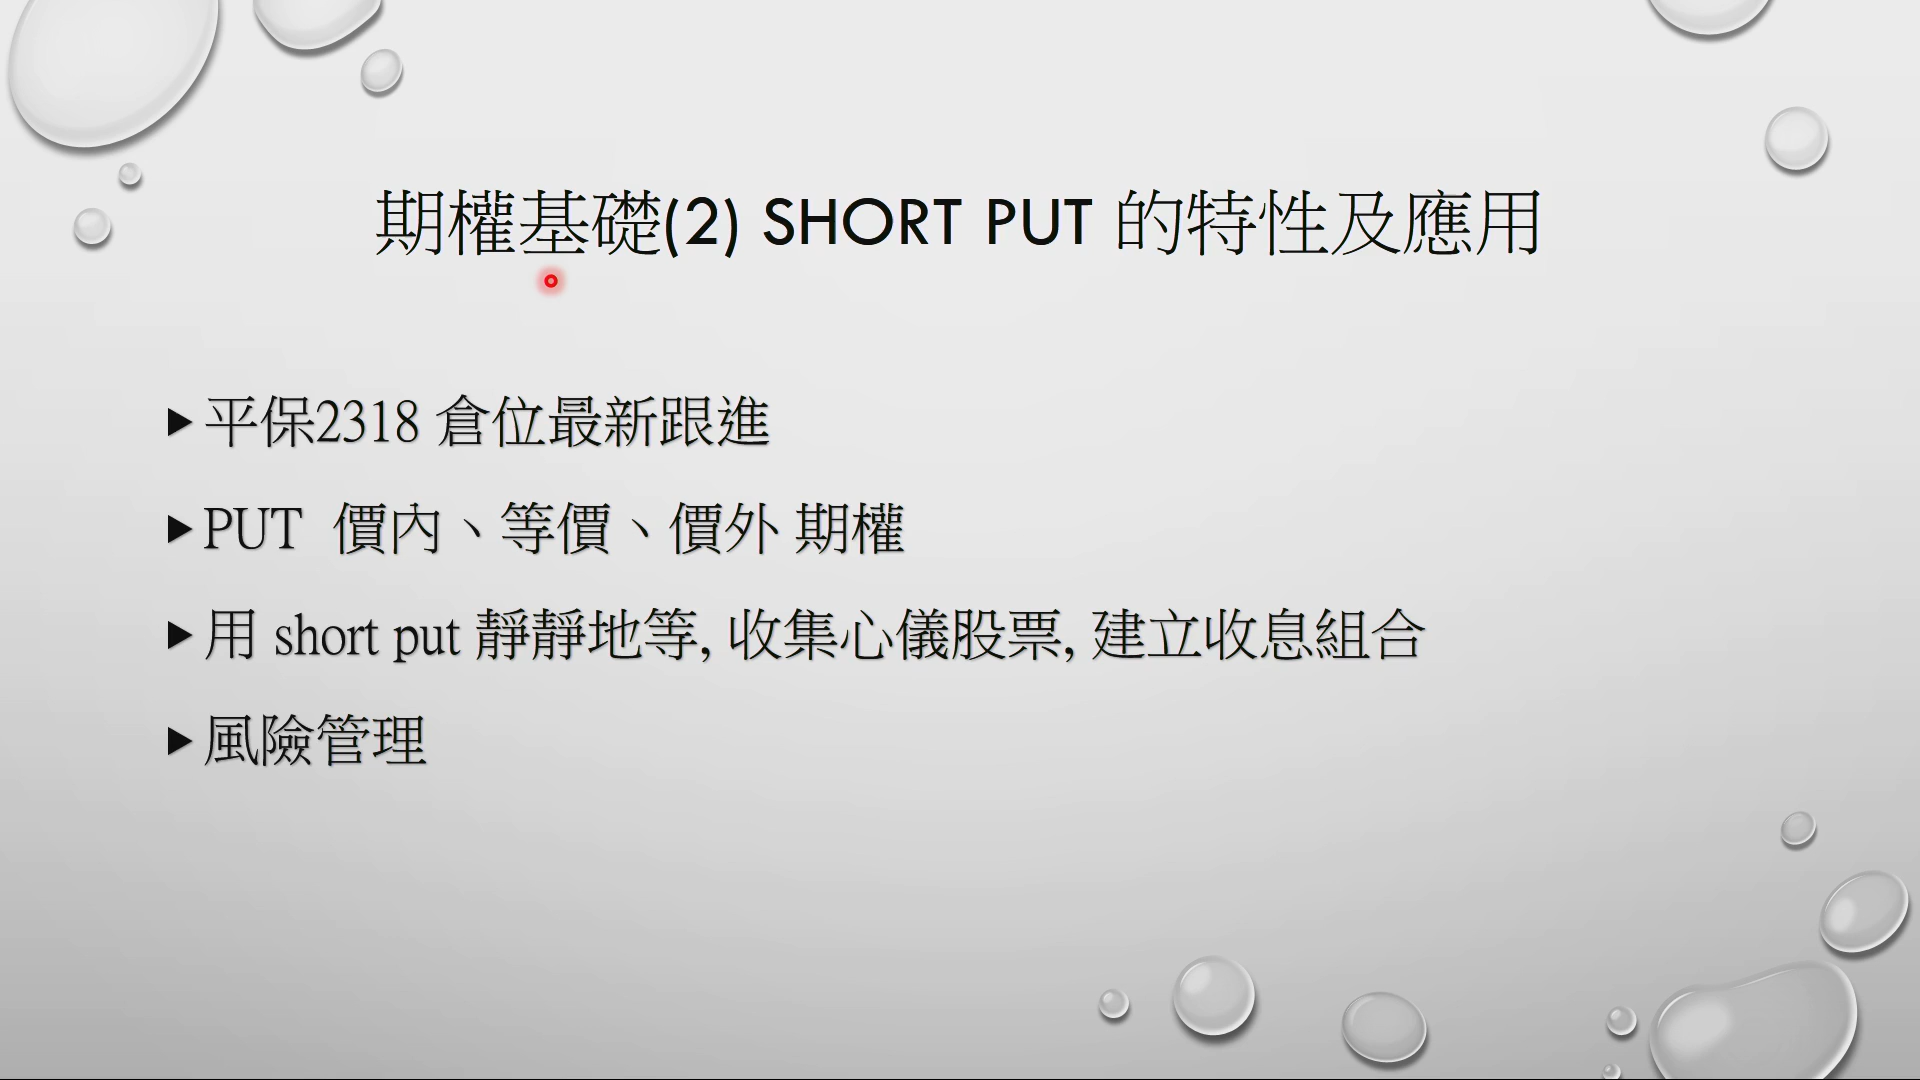 期權基礎(2) SHORT PUT 的特性及應用
平保2318 倉位最新跟進
PUT 價內、等價、價外 期權
用 short put 靜靜地等, 收集心儀股票, 建立收息組合
風險管理